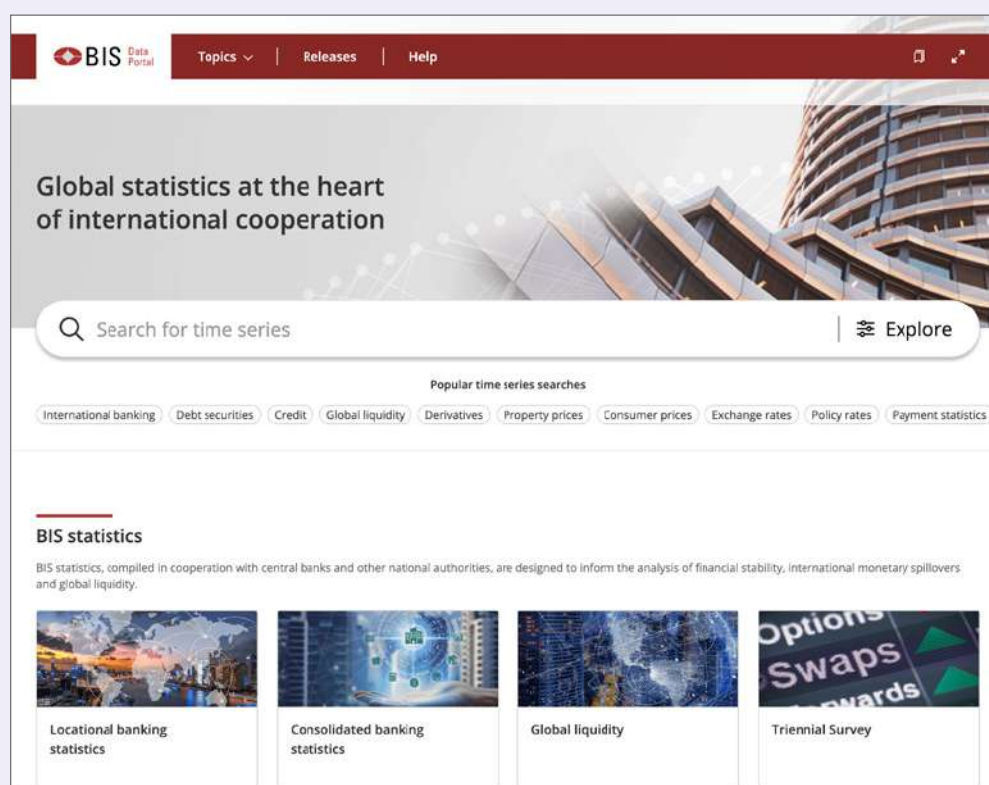 BIS Data
Portal
Topics
Releases
Help
Global statistics at the heart
of international cooperation
Search for time series
Explore
Popular time series searches
International banking
Debt securities
Credit
Global liquidity
Derivatives
Property prices
Consumer prices
Exchange rates
Policy rates
Payment statistics
BIS statistics
BIS statistics, compiled in cooperation with central banks and other national authorities, are designed to inform the analysis of financial stability, international monetary spillovers
and global liquidity.
Options
Swaps
Forwards
Locational banking
statistics
Consolidated banking
statistics
Global liquidity
Triennial Survey